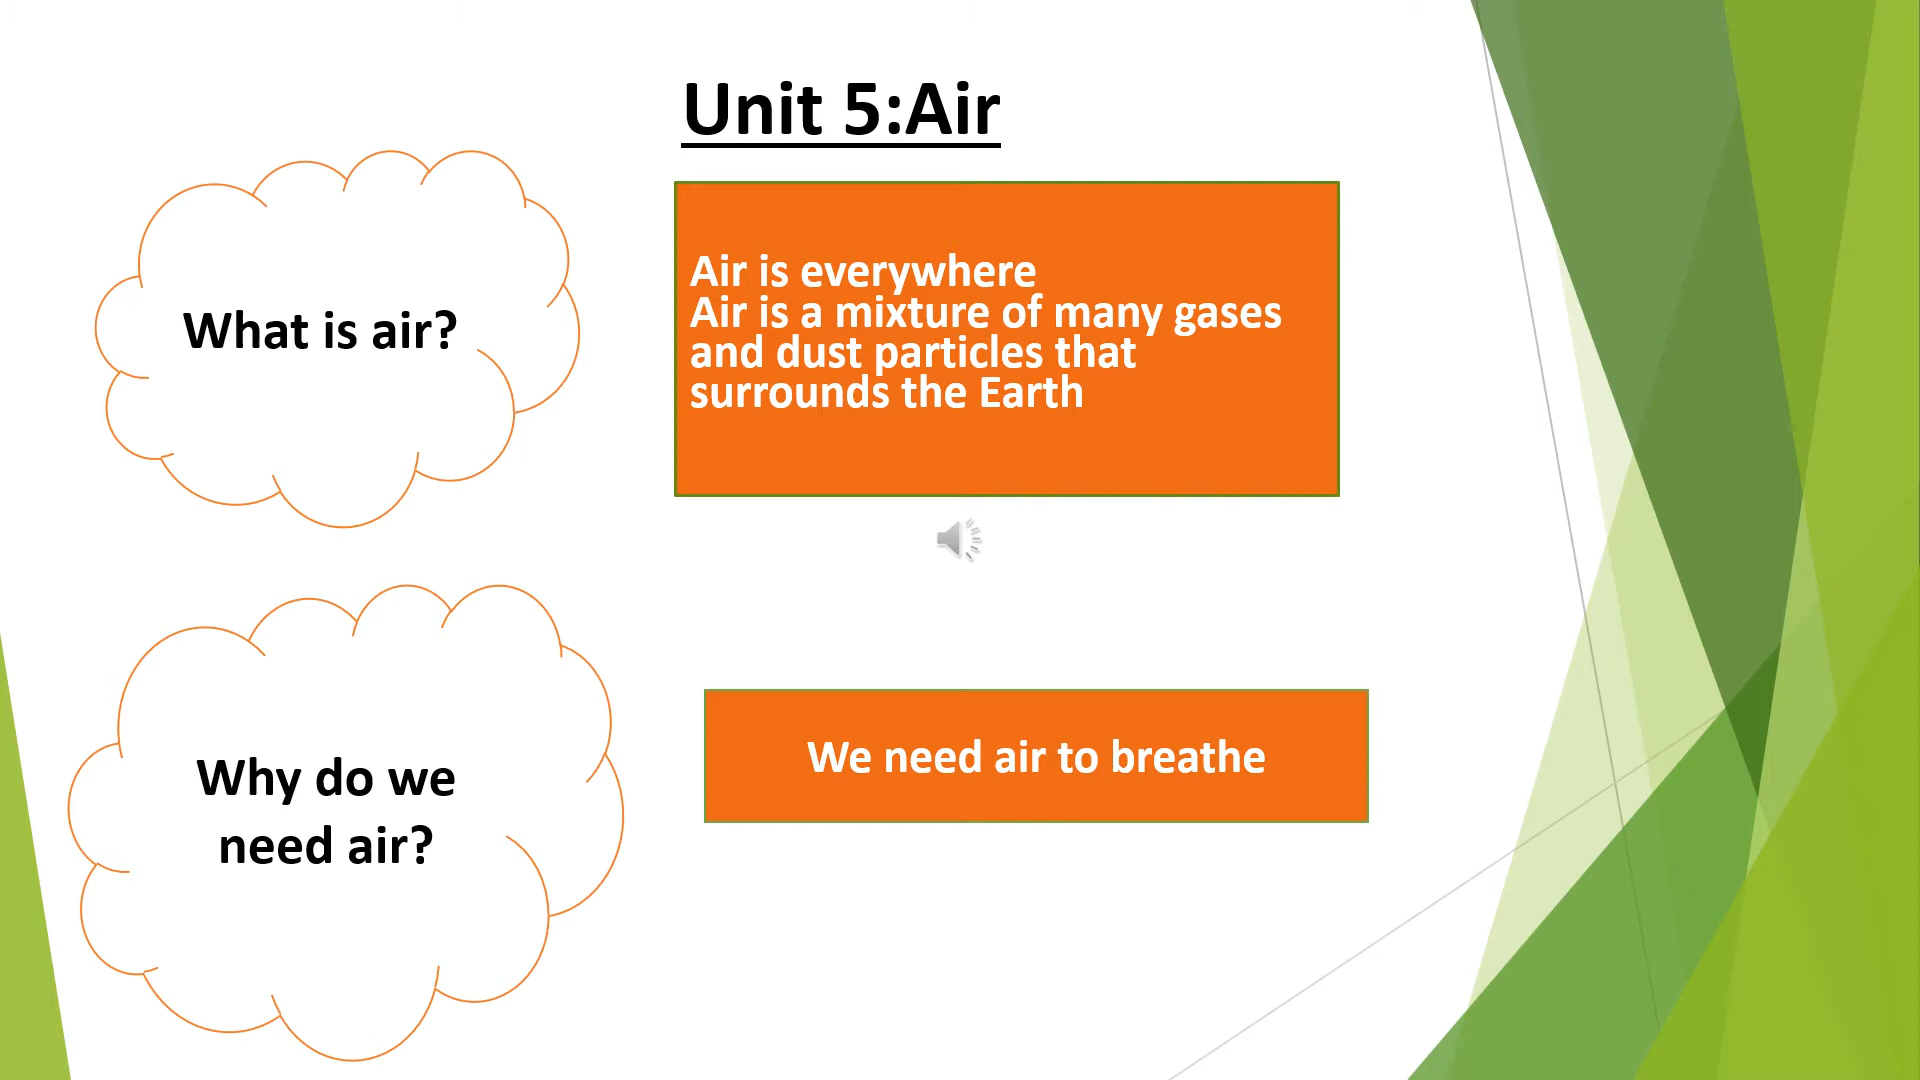 Unit 5:Air
What is air?
Air is everywhere
Air is a mixture of many gases
and dust particles that
surrounds the Earth
Why do we
need air?
We need air to breathe